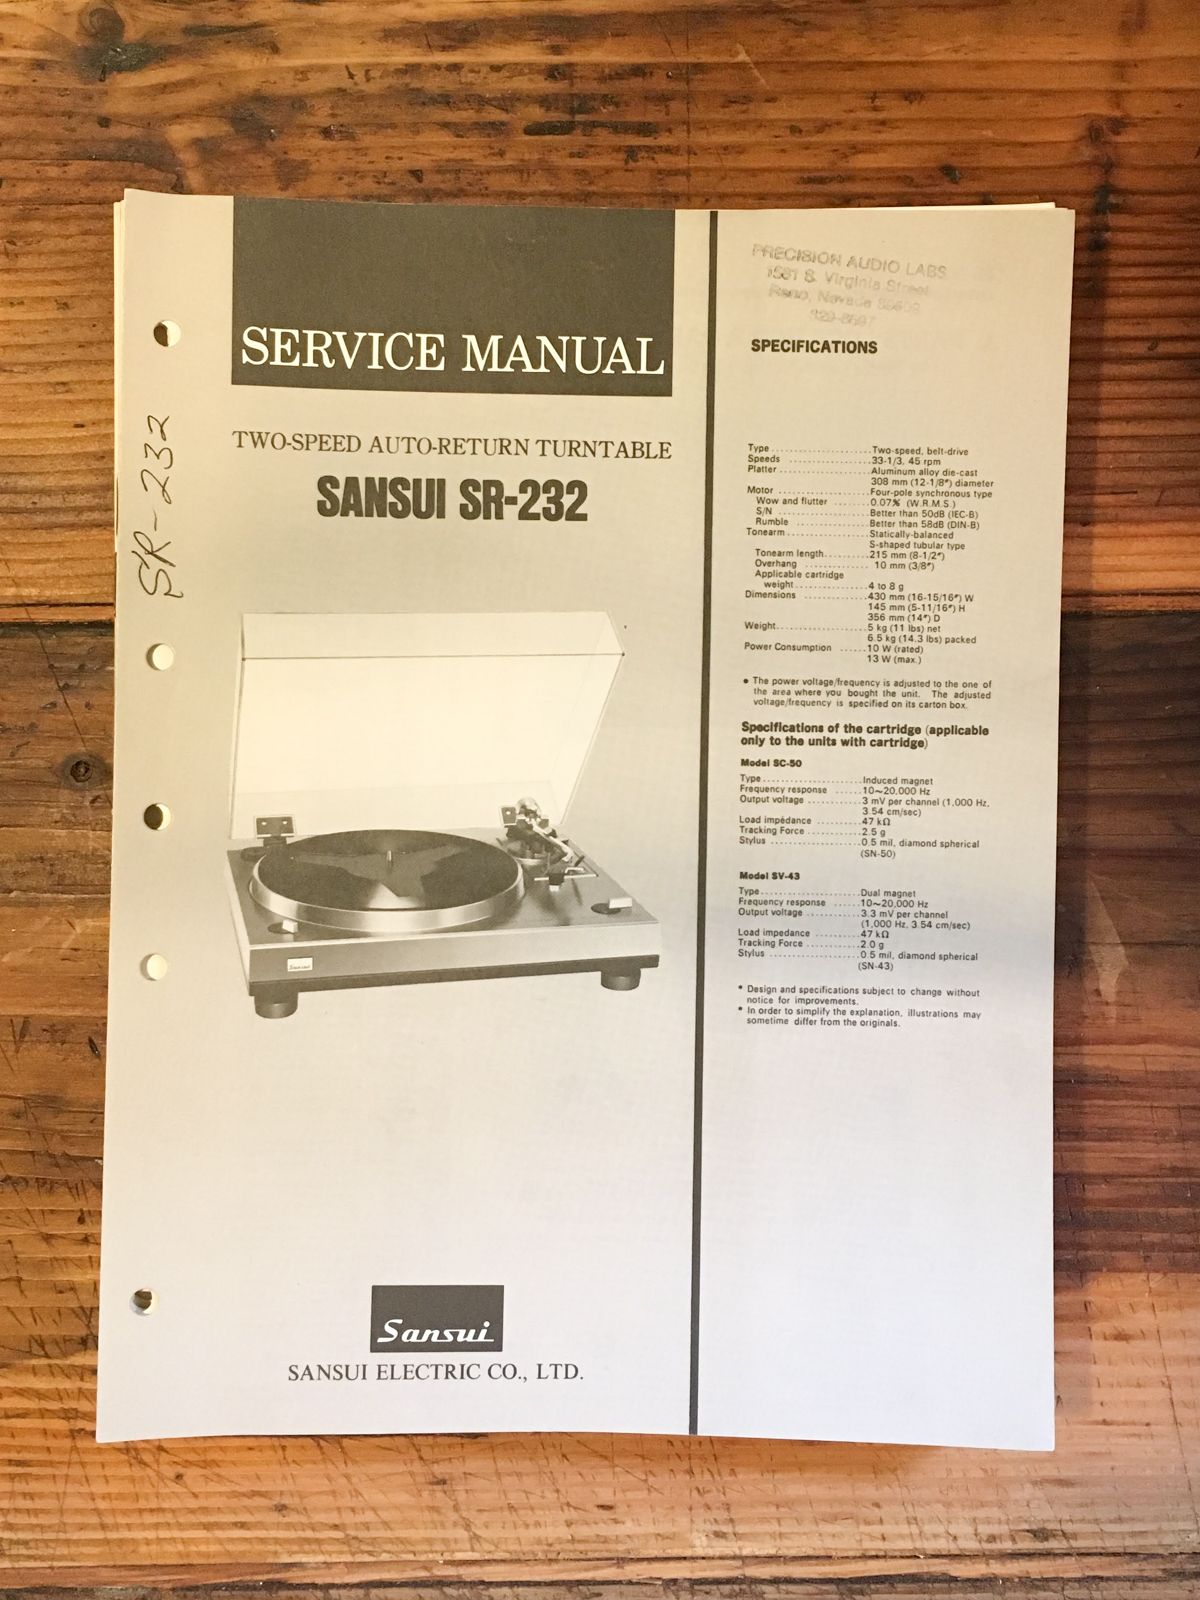 SERVICE MANUAL
TWO-SPEED AUTO-RETURN TURNTABLE
SANSUI SR-232
SR-232
Sansui
Sansui
SANSUI ELECTRIC CO., LTD.
PRECISION AUDIO LABS
1581 S. Virginia Street
Reno, Nevada
SPECIFICATIONS
Type ........................ Two-speed, belt-drive
Speeds ...................... 33-1/3, 45 rpm
Platter ..................... Aluminum alloy die-cast
308 mm (12-1/8") diameter
Motor ....................... Four-pole synchronous type
Wow and flutter ......... 0.07% (W.R.M.S.)
S/N ......................... Better than 50dB (IEC-B)
Rumble ................... Better than 58dB (DIN-B)
Tonearm .................... Statically-balanced
S-shaped tubular type
Tonearm length .......... 215 mm (8-1/2")
Overhang ................ 10 mm (3/8")
Applicable cartridge
weight ................... 4 to 8 g
Dimensions ................ 430 mm (16-15/16") W
145 mm (5-11/16") H
356 mm (14") D
Weight ...................... 5 kg (11 lbs) net
6.5 kg (14.3 lbs) packed
Power Consumption ...... 10 W (rated)
13 W (max.)
• The power voltage/frequency is adjusted to the one of
the area where you bought the unit. The adjusted
voltage/frequency is specified on its carton box.
Specifications of the cartridge (applicable
only to the units with cartridge)
Model SC-50
Type ........................ Induced magnet
Frequency response ...... 10~20,000 Hz
Output voltage ............ 3 mV per channel (1,000 Hz,
3.54 cm/sec)
Load impedance .......... 47 kΩ
Tracking Force ............ 2.5 g
Stylus ....................... 0.5 mil, diamond spherical
(SN-50)
Model SV-43
Type ........................ Dual magnet
Frequency response ...... 10~20,000 Hz
Output voltage ............ 3.3 mV per channel
(1,000 Hz, 3.54 cm/sec)
Load impedance .......... 47 kΩ
Tracking Force ............ 2.0 g
Stylus ....................... 0.5 mil, diamond spherical
(SN-43)
* Design and specifications subject to change without
notice for improvements.
* In order to simplify the explanation, illustrations may
sometime differ from the originals.